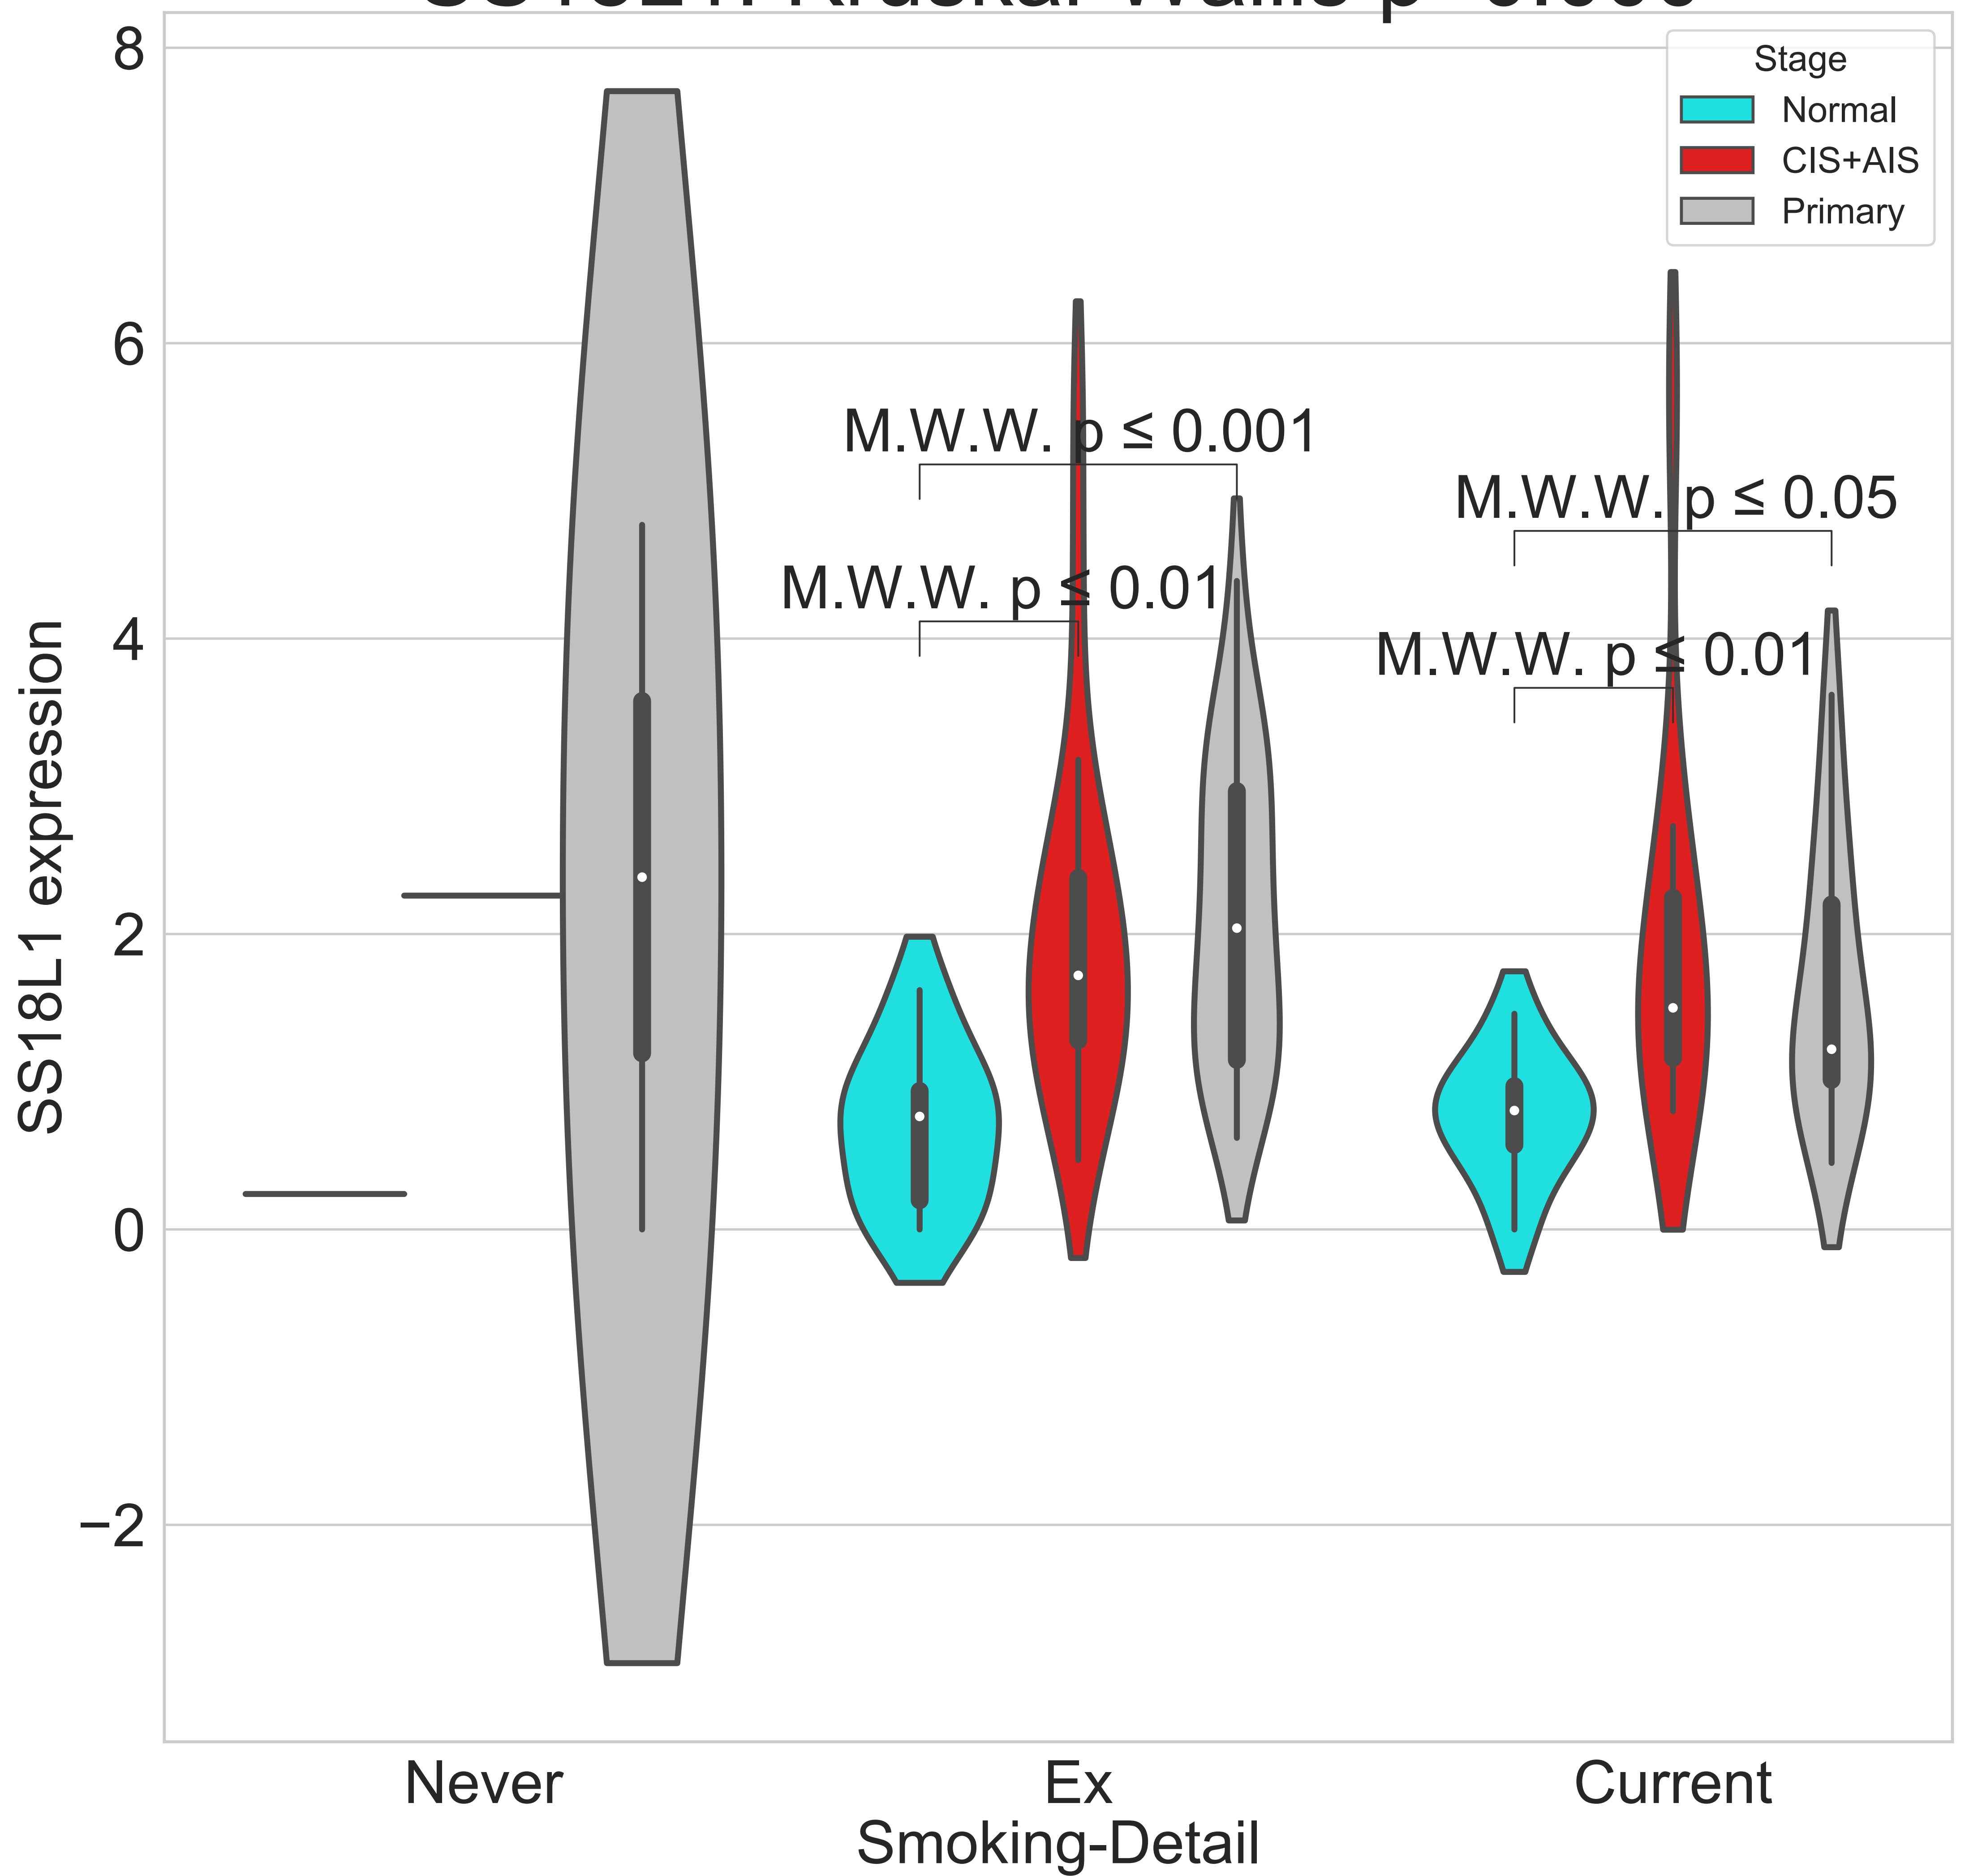 8
6
4
2
0
−2
SS18L1 expression
Stage
Normal
CIS+AIS
Primary
M.W.W. p ≤ 0.001
M.W.W. p ≤ 0.01
M.W.W. p ≤ 0.05
M.W.W. p ≤ 0.01
Never
Ex
Current
Smoking-Detail